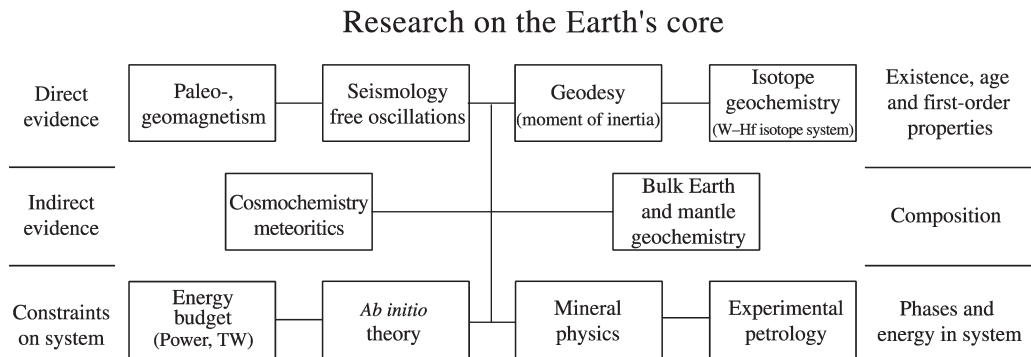 Research on the Earth's core
Direct
evidence
Paleo-,
geomagnetism
Seismology
free oscillations
Geodesy
(moment of inertia)
Isotope
geochemistry
(W–Hf isotope system)
Existence, age
and first-order
properties
Indirect
evidence
Cosmochemistry
meteoritics
Bulk Earth
and mantle
geochemistry
Composition
Constraints
on system
Energy
budget
(Power, TW)
Ab initio
theory
Mineral
physics
Experimental
petrology
Phases and
energy in system